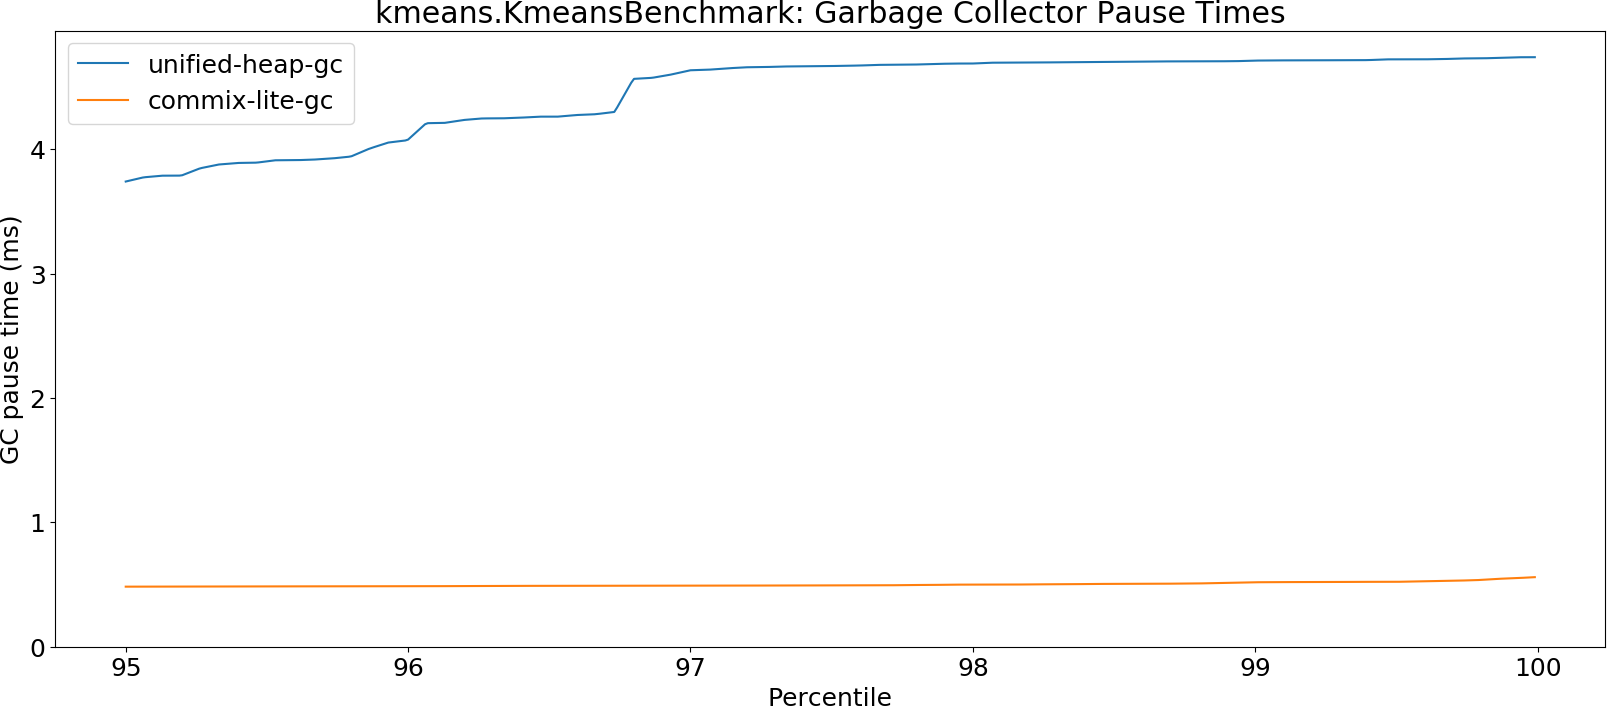 kmeans.KmeansBenchmark: Garbage Collector Pause Times
unified-heap-gc
commix-lite-gc
GC pause time (ms)
4
3
2
1
0
95 96 97 98 99 100
Percentile